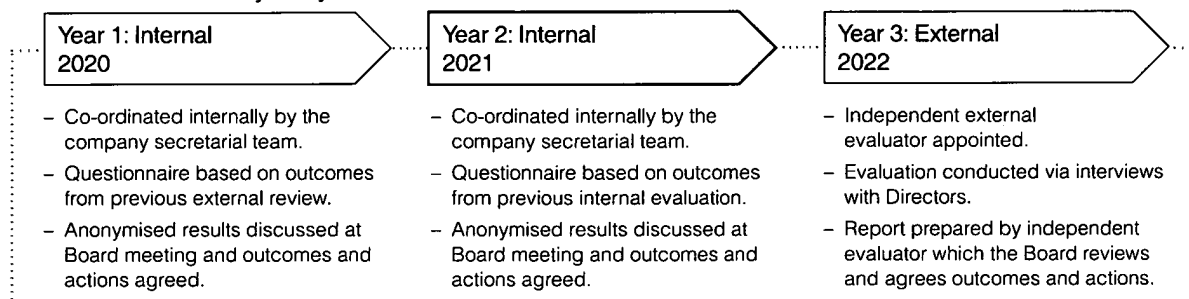 Year 1: Internal
2020
– Co-ordinated internally by the
company secretarial team.
– Questionnaire based on outcomes
from previous external review.
– Anonymised results discussed at
Board meeting and outcomes and
actions agreed.
Year 2: Internal
2021
– Co-ordinated internally by the
company secretarial team.
– Questionnaire based on outcomes
from previous internal evaluation.
– Anonymised results discussed at
Board meeting and outcomes and
actions agreed.
Year 3: External
2022
– Independent external
evaluator appointed.
– Evaluation conducted via interviews
with Directors.
– Report prepared by independent
evaluator which the Board reviews
and agrees outcomes and actions.